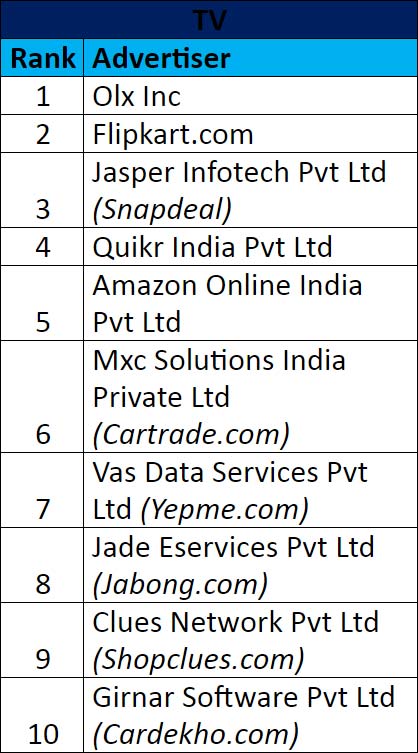 TV
Rank Advertiser
1 Olx Inc
2 Flipkart.com
Jasper Infotech Pvt Ltd
3 (Snapdeal)
4 Quikr India Pvt Ltd
Amazon Online India
5 Pvt Ltd
Mxc Solutions India
Private Ltd
6 (Cartrade.com)
Vas Data Services Pvt
7 Ltd (Yepme.com)
Jade Eservices Pvt Ltd
8 (Jabong.com)
Clues Network Pvt Ltd
9 (Shopclues.com)
Girnar Software Pvt Ltd
10 (Cardekho.com)